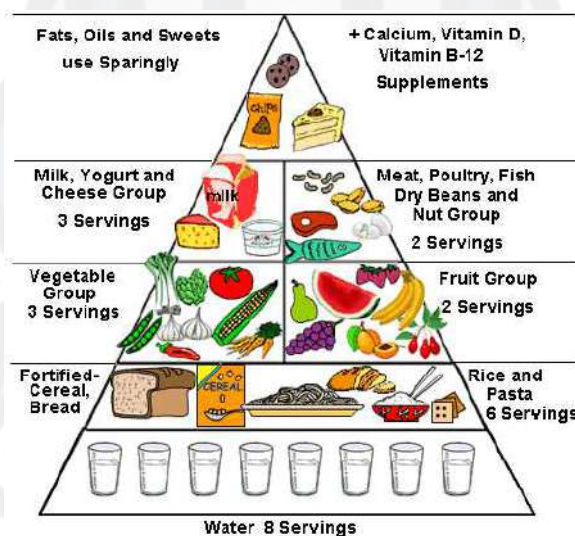 Fats, Oils and Sweets
use Sparingly
+ Calcium, Vitamin D,
Vitamin B-12
Supplements
chips
Milk, Yogurt and
Cheese Group
3 Servings
milk
Meat, Poultry, Fish
Dry Beans and
Nut Group
2 Servings
Vegetable
Group
3 Servings
Fruit Group
2 Servings
Fortified-
Cereal,
Bread
CEREAL
Rice and
Pasta
6 Servings
Water 8 Servings